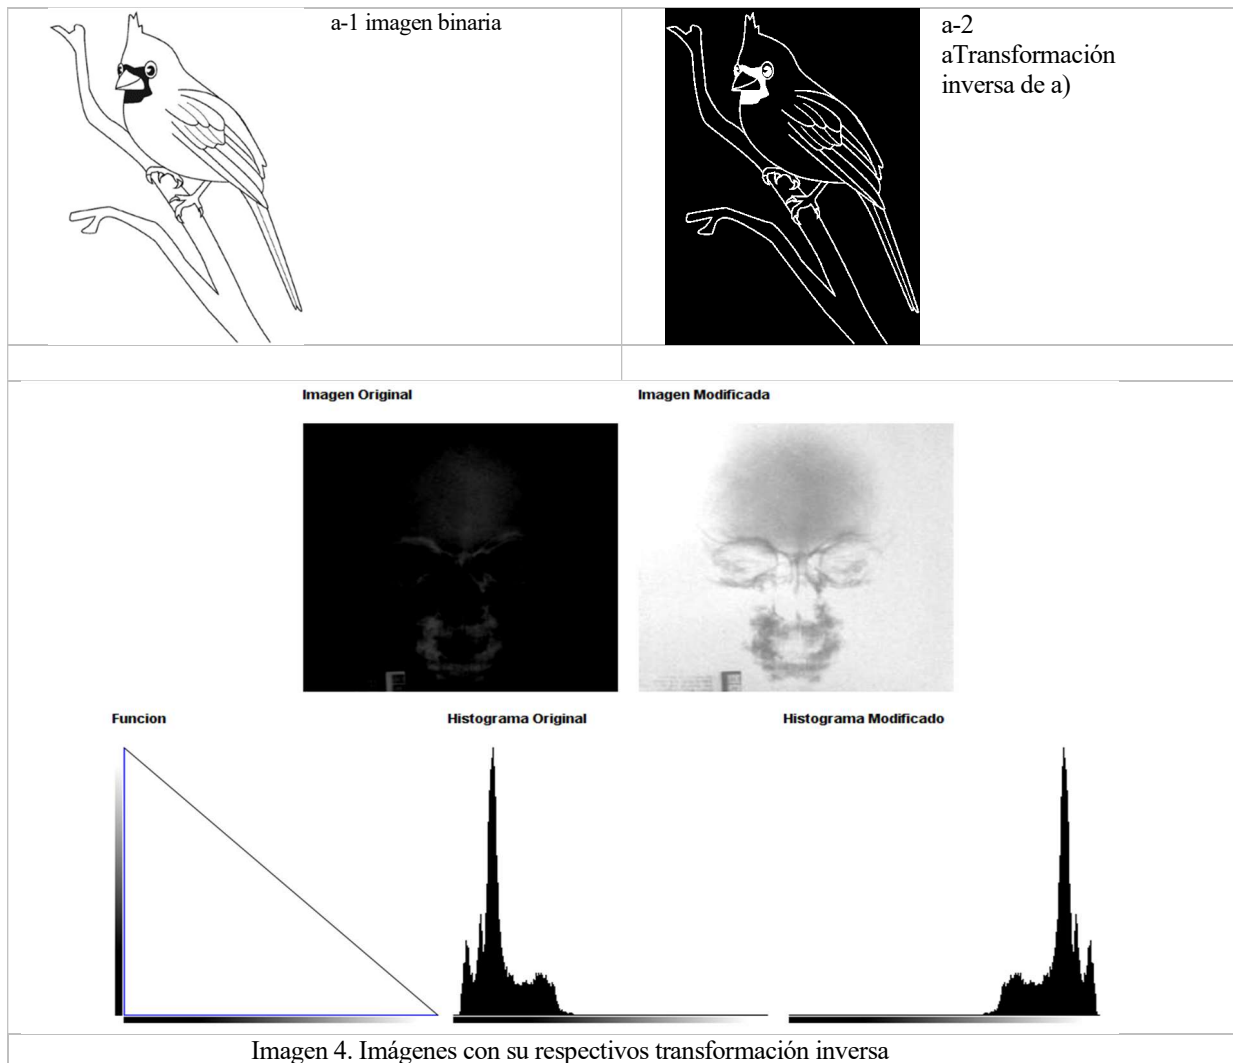 a-1 imagen binaria
a-2
aTransformación
inversa de a)
Imagen Original
Imagen Modificada
Funcion
Histograma Original
Histograma Modificado
Imagen 4. Imágenes con su respectivos transformación inversa